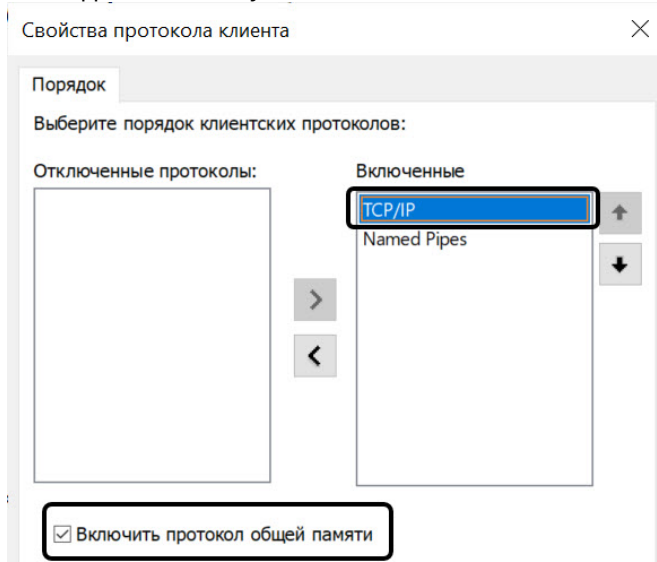 Свойства протокола клиента
Порядок
Выберите порядок клиентских протоколов:
Отключенные протоколы:
Включенные
TCP/IP
Named Pipes
Включить протокол общей памяти